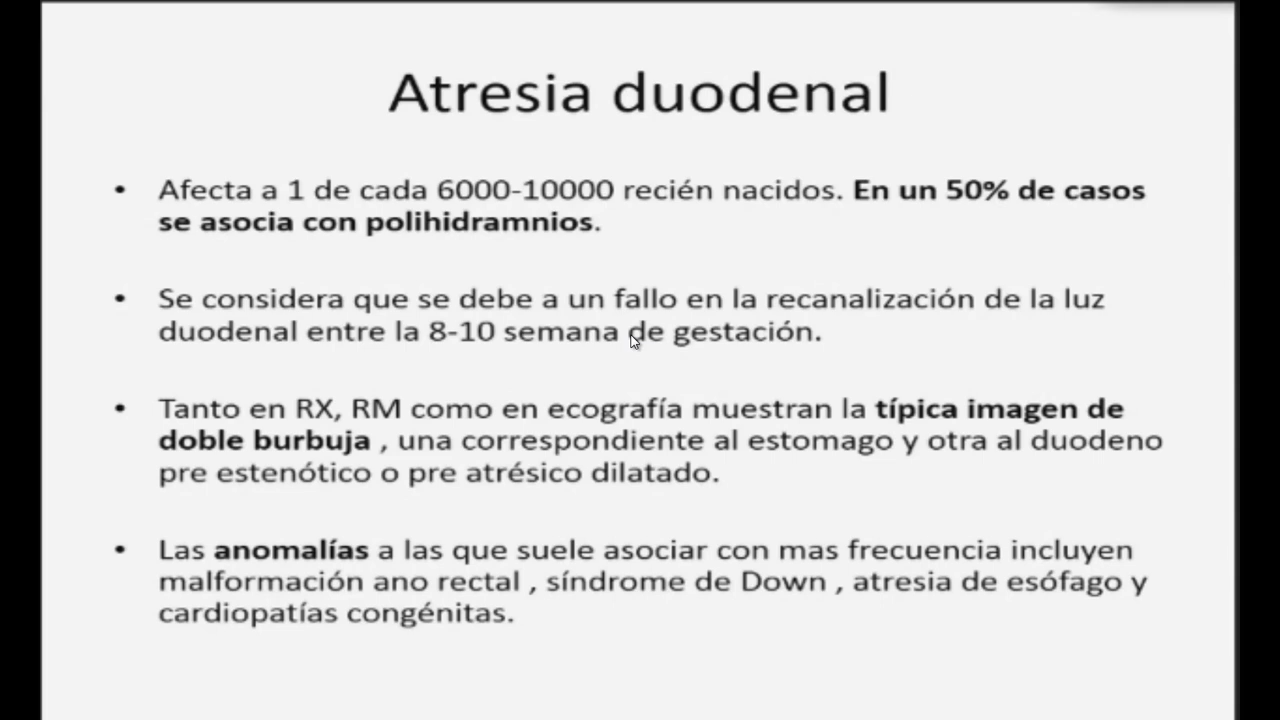 Atresia duodenal
• Afecta a 1 de cada 6000-10000 recién nacidos. En un 50% de casos
se asocia con polihidramnios.
• Se considera que se debe a un fallo en la recanalización de la luz
duodenal entre la 8-10 semana de gestación.
• Tanto en RX, RM como en ecografía muestran la típica imagen de
doble burbuja , una correspondiente al estomago y otra al duodeno
pre estenótico o pre atrésico dilatado.
• Las anomalías a las que suele asociar con mas frecuencia incluyen
malformación ano rectal , síndrome de Down , atresia de esófago y
cardiopatías congénitas.